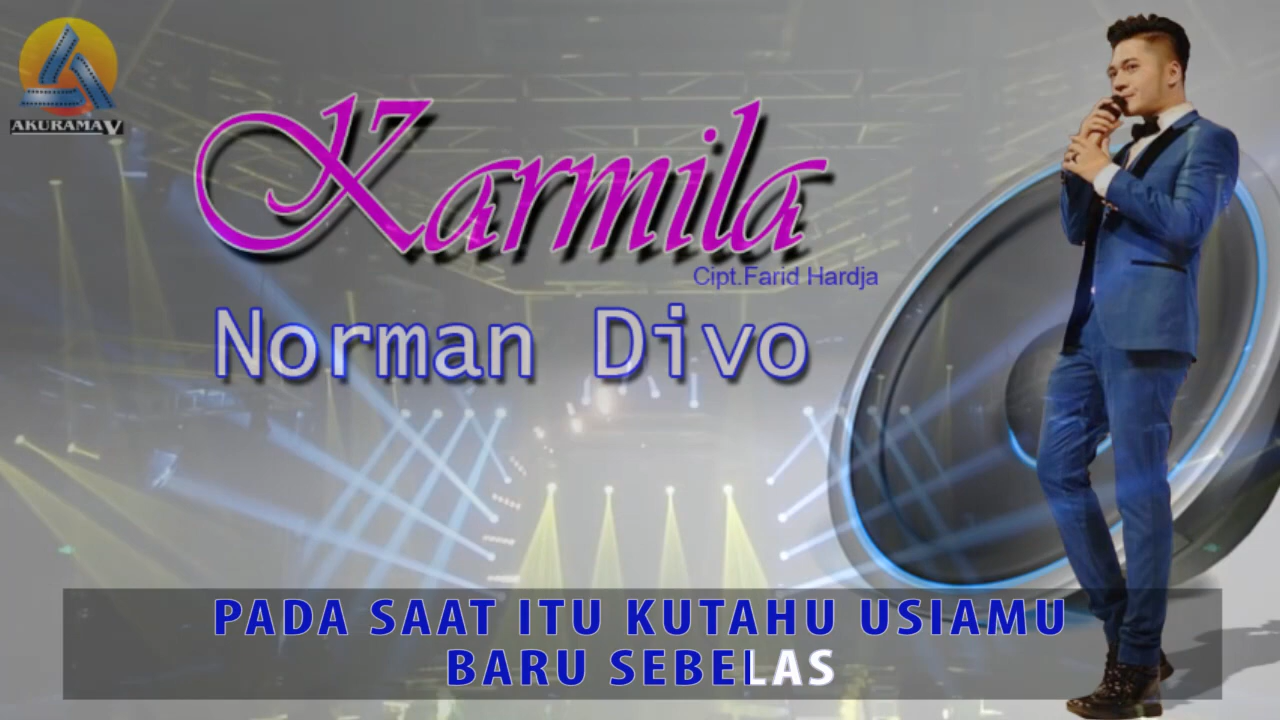 AKURAMA V
Karmila
Cipt.Farid Hardja
Norman Divo
PADA SAAT ITU KUTAHU USIAMU
BARU SEBELAS